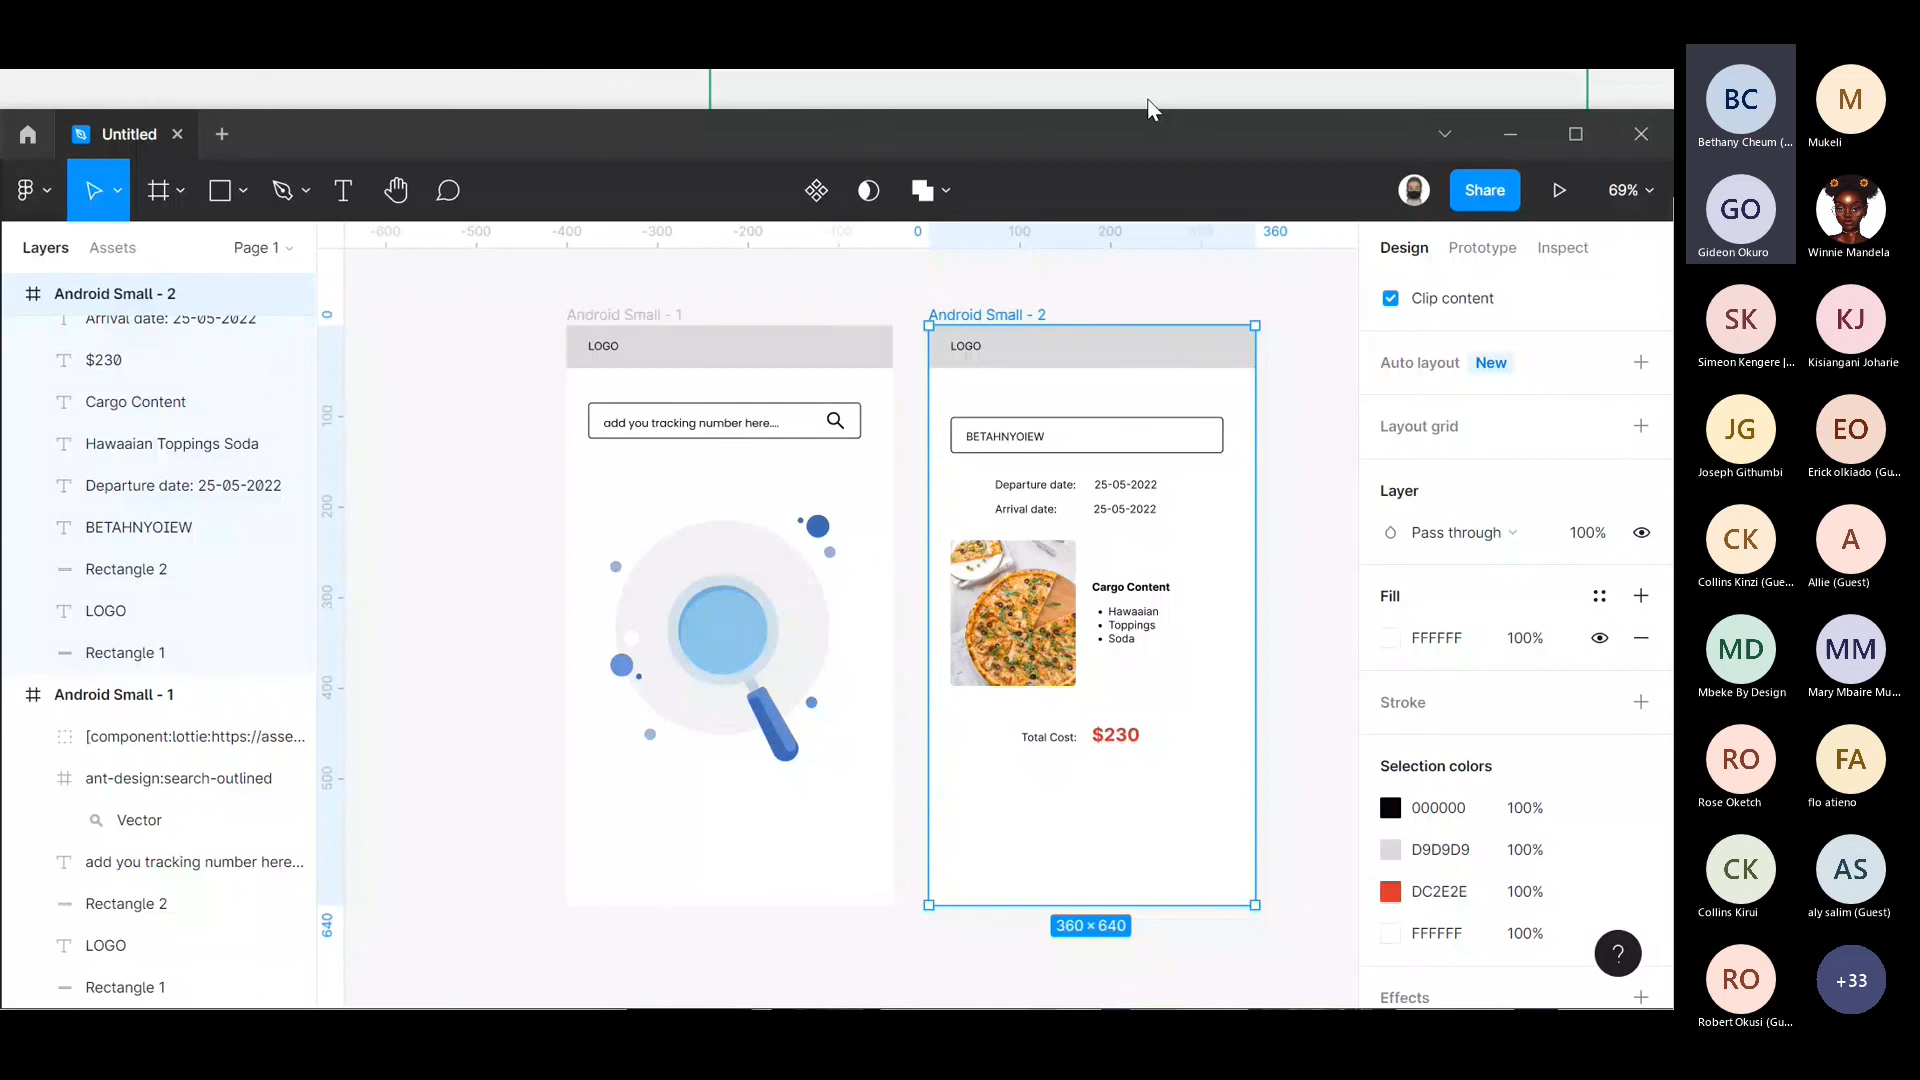 Untitled
Share
69%
Layers
Assets
Page 1
Android Small - 2
Arrival date: 25-05-2022
$230
Cargo Content
Hawaaian Toppings Soda
Departure date: 25-05-2022
BETAHNYOIEW
Rectangle 2
LOGO
Rectangle 1
Android Small - 1
[component:lottie:https://asse...
ant-design:search-outlined
Vector
add you tracking number here...
Rectangle 2
LOGO
Rectangle 1
-600
-500
-400
-300
-200
-100
0
100
200
300
360
0
100
200
300
400
500
640
Android Small - 1
LOGO
add you tracking number here....
Android Small - 2
LOGO
BETAHNYOIEW
Departure date: 25-05-2022
Arrival date: 25-05-2022
Cargo Content
• Hawaaian
• Toppings
• Soda
Total Cost: $230
360 × 640
Design
Prototype
Inspect
Clip content
Auto layout New
Layout grid
Layer
Pass through 100%
Fill
FFFFFF 100%
Stroke
Selection colors
000000 100%
D9D9D9 100%
DC2E2E 100%
FFFFFF 100%
?
Effects
BC
Bethany Cheum (...
M
Mukeli
GO
Gideon Okuro
Winnie Mandela
SK
Simeon Kengere |...
KJ
Kisiangani Joharie
JG
Joseph Githumbi
EO
Erick olkiado (Gu...
CK
Collins Kinzi (Gue...
A
Allie (Guest)
MD
Mbeke By Design
MM
Mary Mbaire Mu...
RO
Rose Oketch
FA
flo atieno
CK
Collins Kirui
AS
aly salim (Guest)
RO
Robert Okusi (Gu...
+33